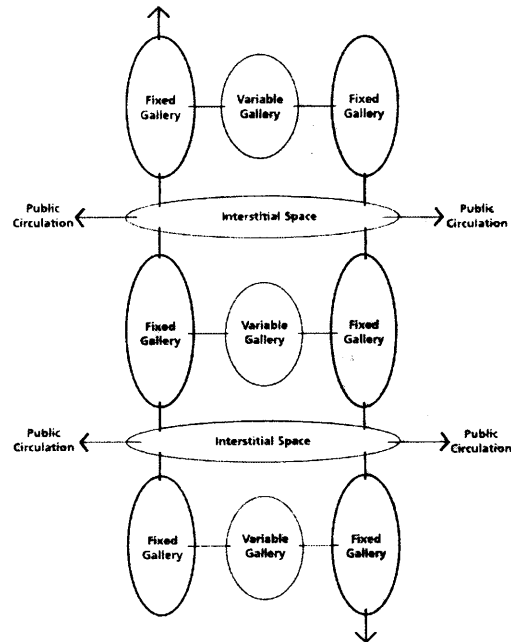 Fixed
Gallery
Variable
Gallery
Fixed
Gallery
Public
Circulation
Interstitial Space
Public
Circulation
Fixed
Gallery
Variable
Gallery
Fixed
Gallery
Public
Circulation
Interstitial Space
Public
Circulation
Fixed
Gallery
Variable
Gallery
Fixed
Gallery